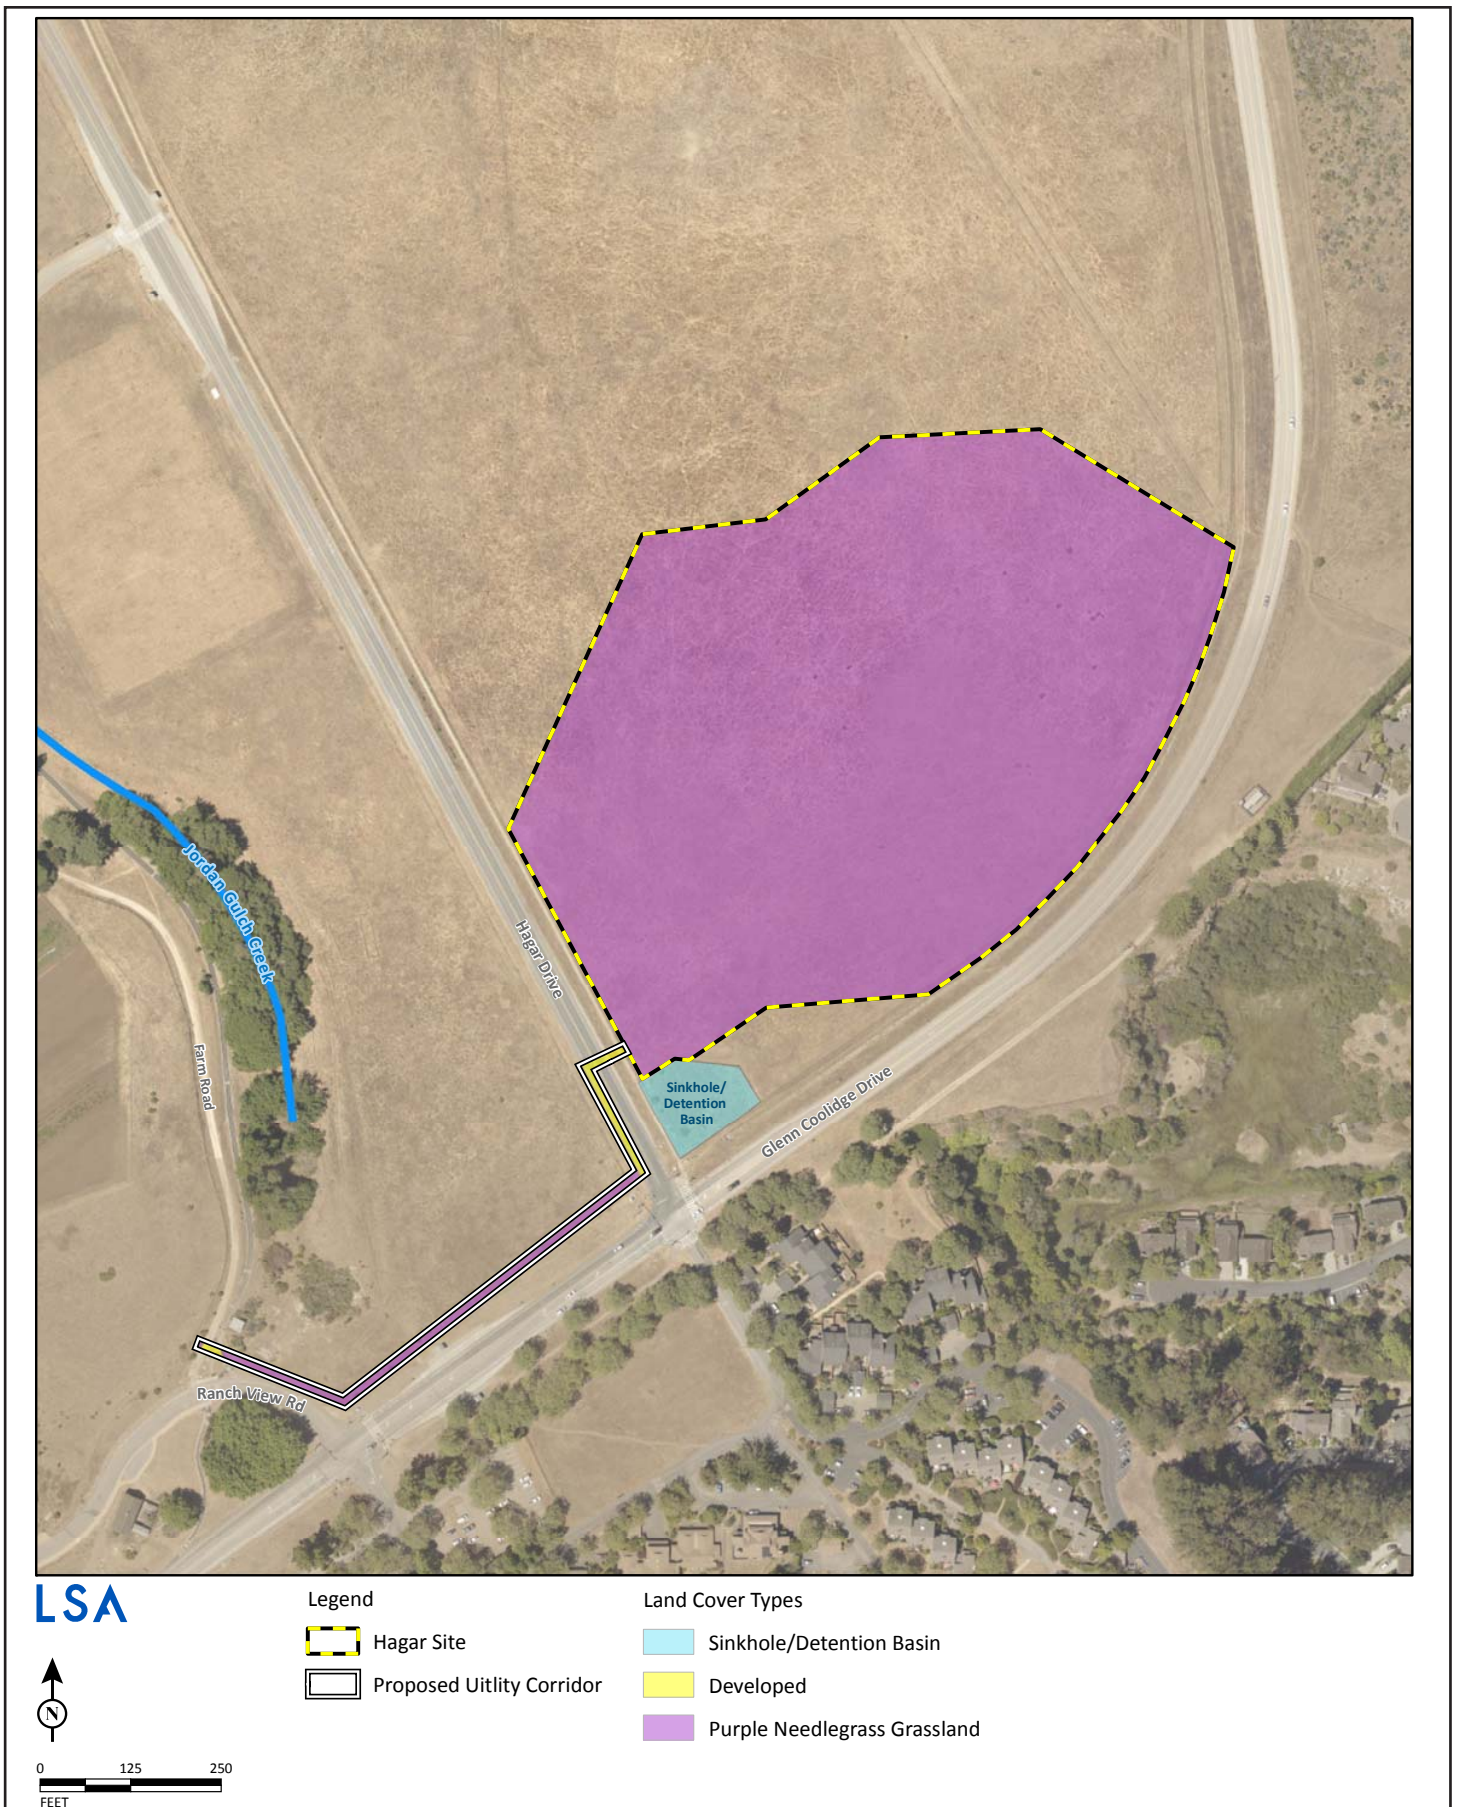 Jordan Gulch Creek
Hagar Drive
Farm Road
Sinkhole/
Detention
Basin
Glenn Coolidge Drive
Ranch View Rd
LSA
Legend
Hagar Site
Proposed Uitlity Corridor
Land Cover Types
Sinkhole/Detention Basin
Developed
Purple Needlegrass Grassland
N
0 125 250
FEET